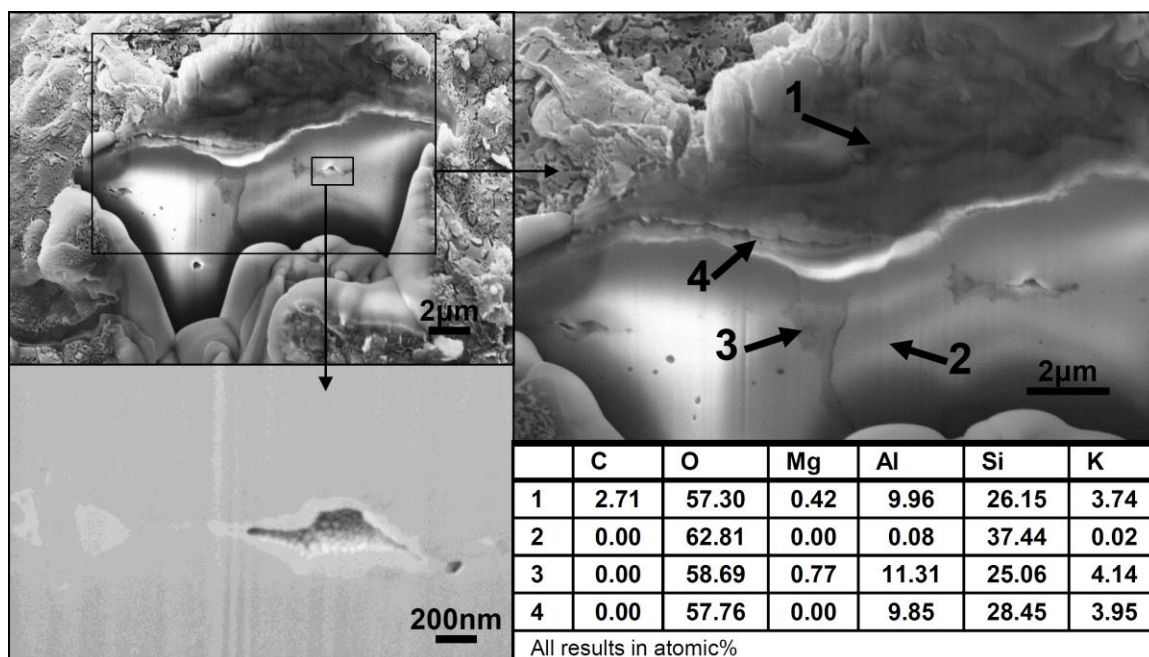 2µm
200nm
1
4
3
2
2µm
C O Mg Al Si K
1 2.71 57.30 0.42 9.96 26.15 3.74
2 0.00 62.81 0.00 0.08 37.44 0.02
3 0.00 58.69 0.77 11.31 25.06 4.14
4 0.00 57.76 0.00 9.85 28.45 3.95
All results in atomic%